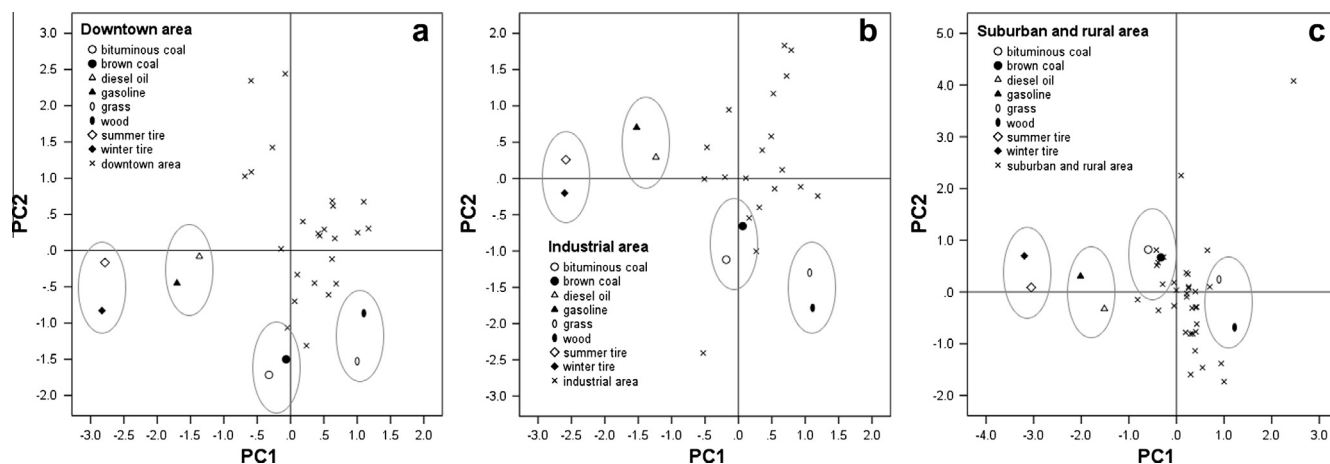 a
Downtown area
bituminous coal
brown coal
diesel oil
gasoline
grass
wood
summer tire
winter tire
downtown area
3.0
2.5
2.0
1.5
1.0
.5
.0
-.5
-1.0
-1.5
-2.0
PC2
-3.0 -2.5 -2.0 -1.5 -1.0 -.5 .0 .5 1.0 1.5 2.0
PC1
b
2.0
1.5
1.0
.5
.0
-.5
-1.0
-1.5
-2.0
-2.5
-3.0
PC2
Industrial area
bituminous coal
brown coal
diesel oil
gasoline
grass
wood
summer tire
winter tire
industrial area
-3.0 -2.5 -2.0 -1.5 -1.0 -.5 .0 .5 1.0 1.5 2.0
PC1
c
Suburban and rural area
bituminous coal
brown coal
diesel oil
gasoline
grass
wood
summer tire
winter tire
suburban and rural area
5.0
4.0
3.0
2.0
1.0
.0
-1.0
-2.0
PC2
-4.0 -3.0 -2.0 -1.0 .0 1.0 2.0 3.0
PC1